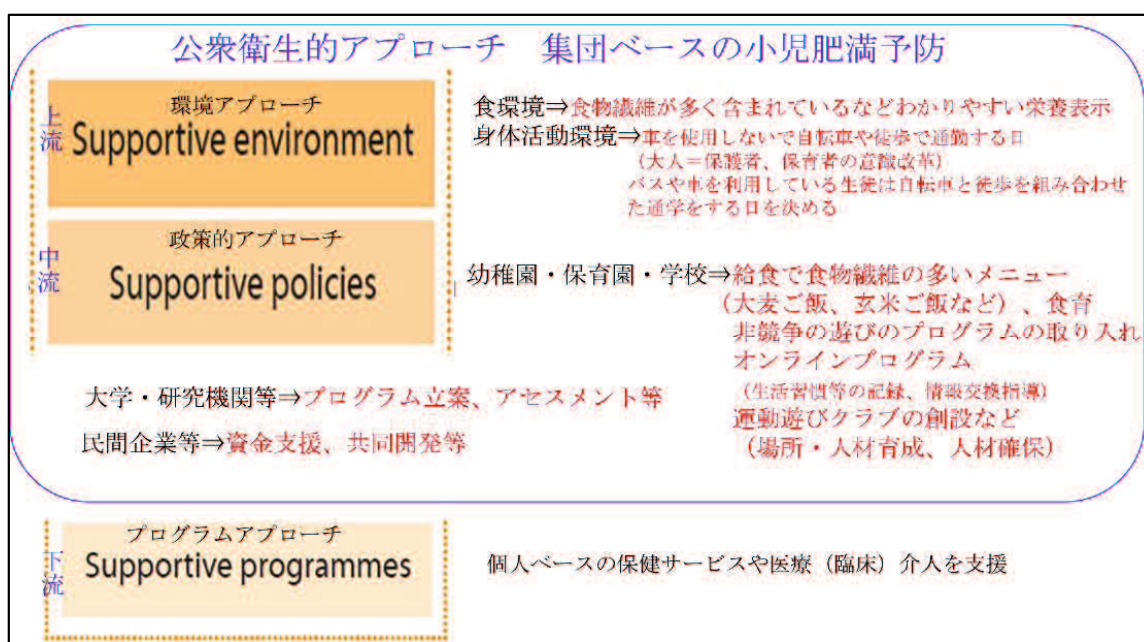 公衆衛生的アプローチ 集団ベースの小児肥満予防
上流
環境アプローチ
Supportive environment
食環境⇒食物繊維が多く含まれているなどわかりやすい栄養表示
身体活動環境⇒車を使用しないで自転車や徒歩で通勤する日
（大人＝保護者、保育者の意識改革）
バスや車を利用している生徒は自転車と徒歩を組み合わせ
た通学をする日を決める
中流
政策的アプローチ
Supportive policies
幼稚園・保育園・学校⇒給食で食物繊維の多いメニュー
（大麦ご飯、玄米ご飯など）、食育
非競争の遊びのプログラムの取り入れ
オンラインプログラム
（生活習慣等の記録、情報交換指導）
運動遊びクラブの創設など
（場所・人材育成、人材確保）
大学・研究機関等⇒プログラム立案、アセスメント等
民間企業等⇒資金支援、共同開発等
下流
プログラムアプローチ
Supportive programmes
個人ベースの保健サービスや医療（臨床）介入を支援